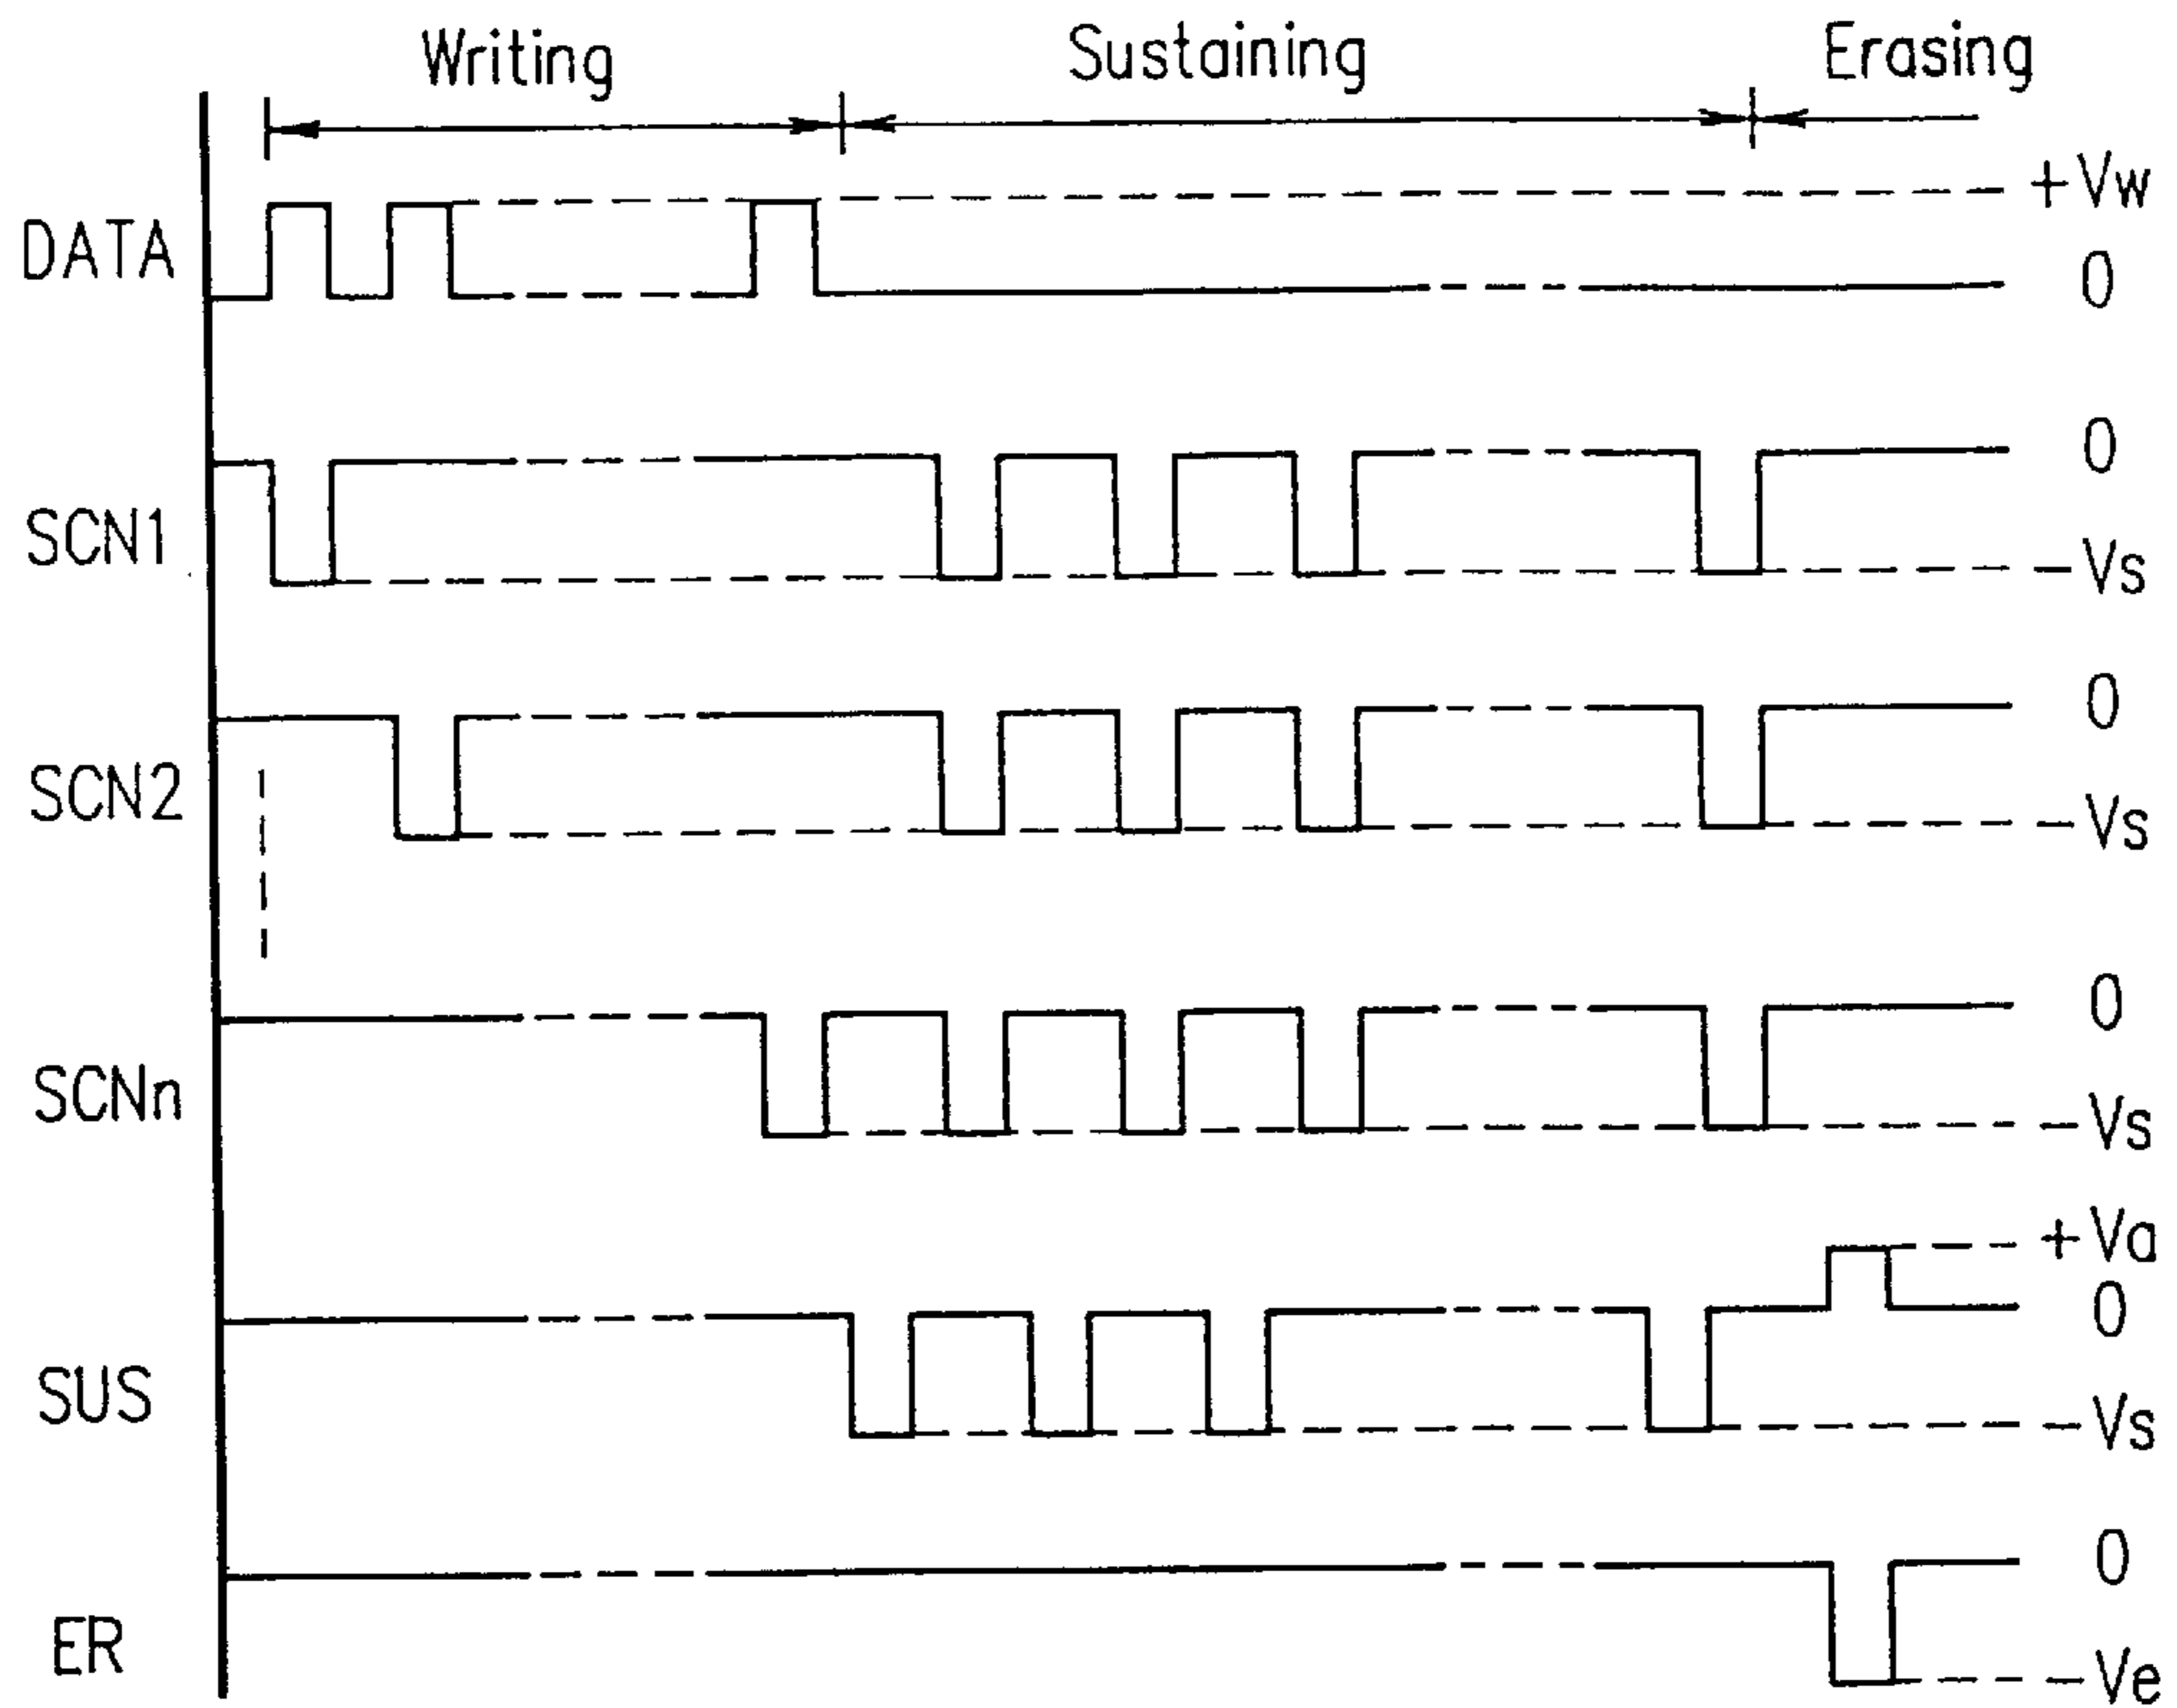 Writing Sustaining Erasing
+Vw
DATA 0
0
SCN1
-Vs
0
SCN2
-Vs
0
SCNn
-Vs
+Va
0
SUS
-Vs
0
ER
-Ve